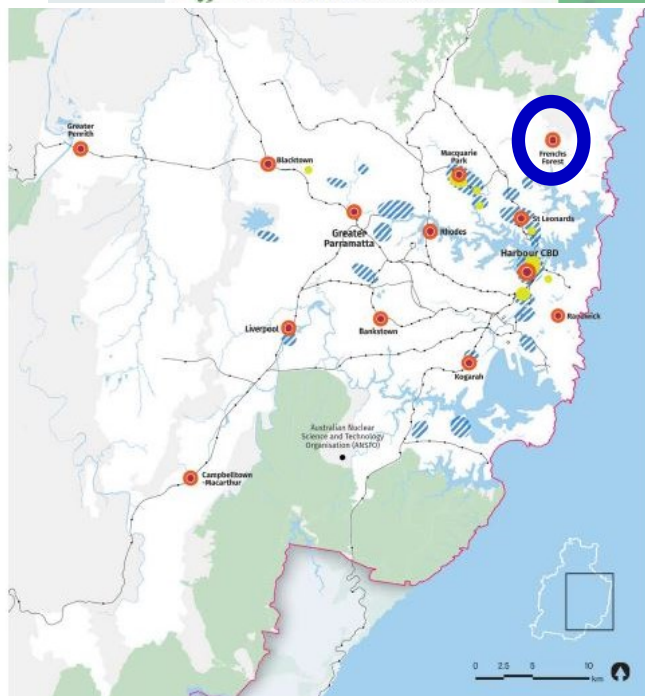 Greater
Penrith
Blacktown
Macquarie
Park
Frenchs
Forest
St Leonards
Greater
Parramatta
Rhodes
Harbour CBD
Liverpool
Bankstown
Randwick
Kogarah
Australian Nuclear
Science and Technology
Organisation (ANSPO)
Campbelltown
-Macarthur
0 2.5 5 10
km